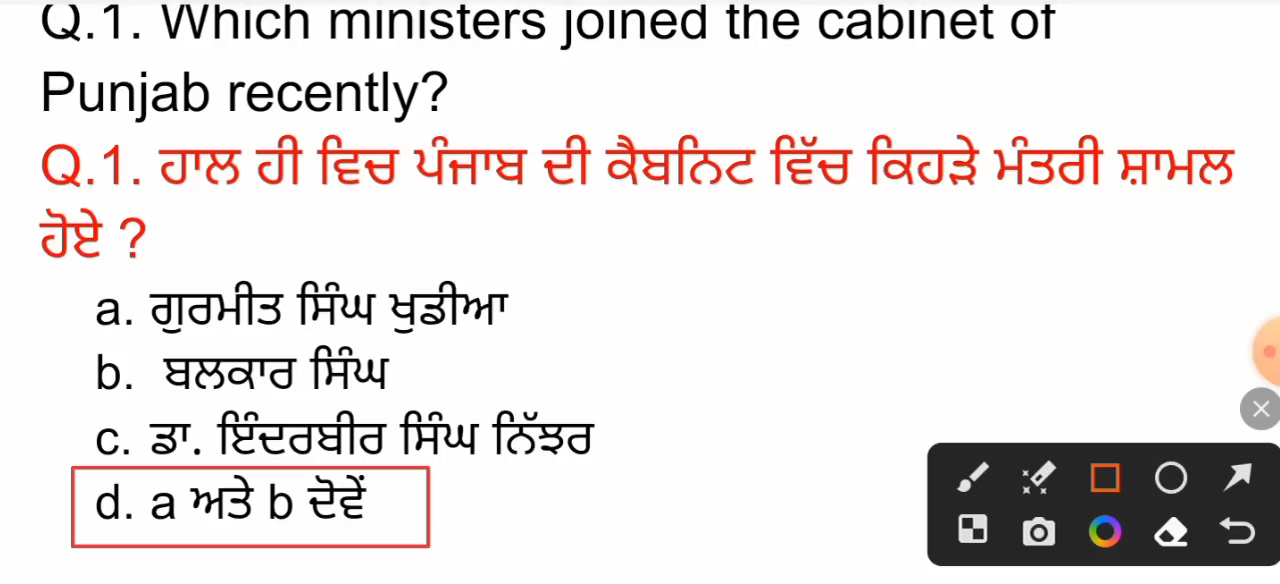 Q.1. Which ministers joined the cabinet of
Punjab recently?
Q.1. ਹਾਲ ਹੀ ਵਿਚ ਪੰਜਾਬ ਦੀ ਕੈਬਨਿਟ ਵਿੱਚ ਕਿਹੜੇ ਮੰਤਰੀ ਸ਼ਾਮਲ
ਹੋਏ ?
a. ਗੁਰਮੀਤ ਸਿੰਘ ਖੁਡੀਆ
b. ਬਲਕਾਰ ਸਿੰਘ
c. ਡਾ. ਇੰਦਰਬੀਰ ਸਿੰਘ ਨਿੱਝਰ
d. a ਅਤੇ b ਦੋਵੇਂ